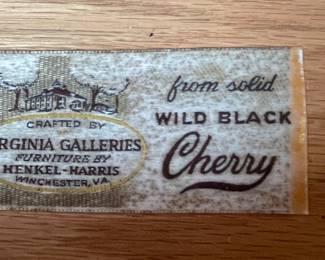 CRAFTED BY
RGINIA GALLERIES
FURNITURE BY
HENKEL-HARRIS
WINCHESTER, VA.
from solid
WILD BLACK
Cherry